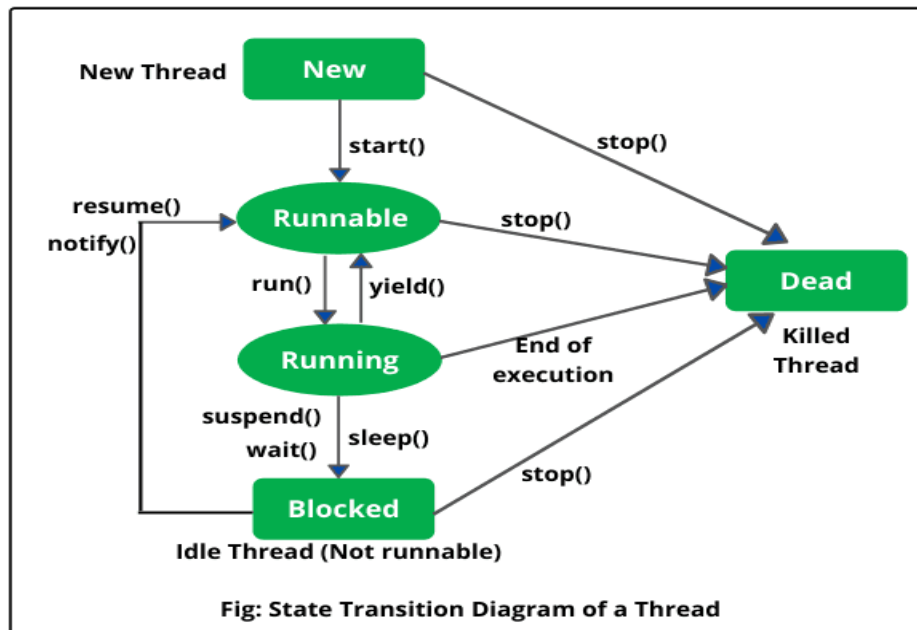 New Thread
New
start()
stop()
resume()
notify()
Runnable
stop()
run()
yield()
Dead
Killed
Thread
Running
End of
execution
suspend()
wait()
sleep()
stop()
Blocked
Idle Thread (Not runnable)
Fig: State Transition Diagram of a Thread